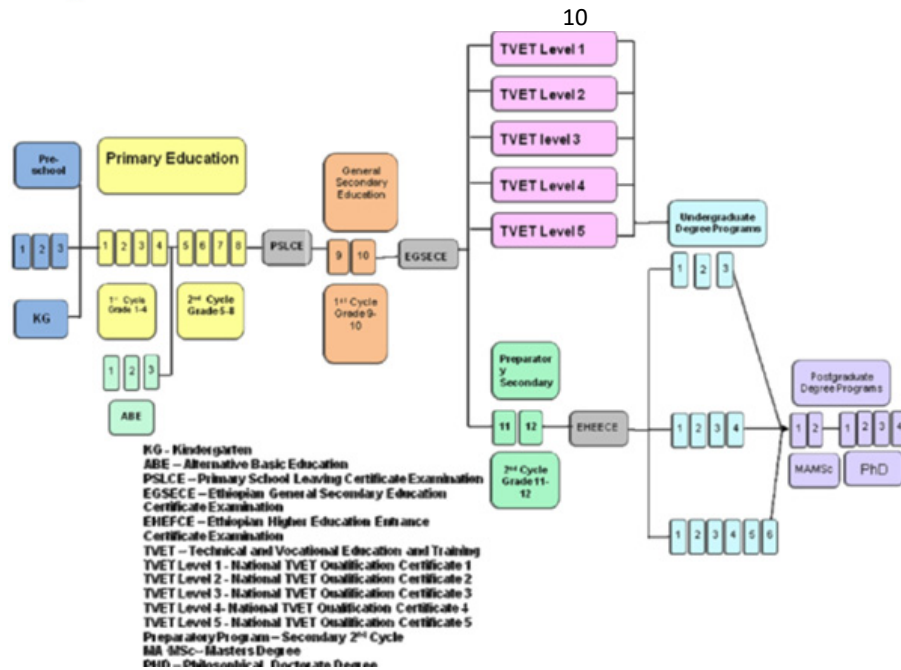 10
TVET Level 1
TVET Level 2
TVET level 3
TVET Level 4
TVET Level 5
Pre-
school
1 2 3
KG
Primary Education
1 2 3 4
5 6 7 8
1st Cycle
Grade 1-4
2nd Cycle
Grade 5-8
1 2 3
ABE
PSLCE
General
Secondary
Education
9 10
1st Cycle
Grade 9-
10
EGSECE
Preparator
y
Secondary
11 12
2nd Cycle
Grade 11-
12
EHEECE
Undergraduate
Degree Programs
1 2 3
1 2 3 4
1 2 3 4 5 6
Postgraduate
Degree Programs
1 2
1 2 3 4
MAMSc
PhD
KG - Kindergarten
ABE – Alternative Basic Education
PSLCE – Primary School Leaving Certificate Examination
EGSECE – Ethiopian General Secondary Education
Certificate Examination
EHEFCE – Ethiopian Higher Education Entrance
Certificate Examination
TVET – Technical and Vocational Education and Training
TVET Level 1 - National TVET Qualification Certificate 1
TVET Level 2 - National TVET Qualification Certificate 2
TVET Level 3 - National TVET Qualification Certificate 3
TVET Level 4- National TVET Qualification Certificate 4
TVET Level 5 - National TVET Qualification Certificate 5
Preparatory Program – Secondary 2nd Cycle
MA /MSc– Masters Degree
PHD – Philosophical, Doctorate Degree